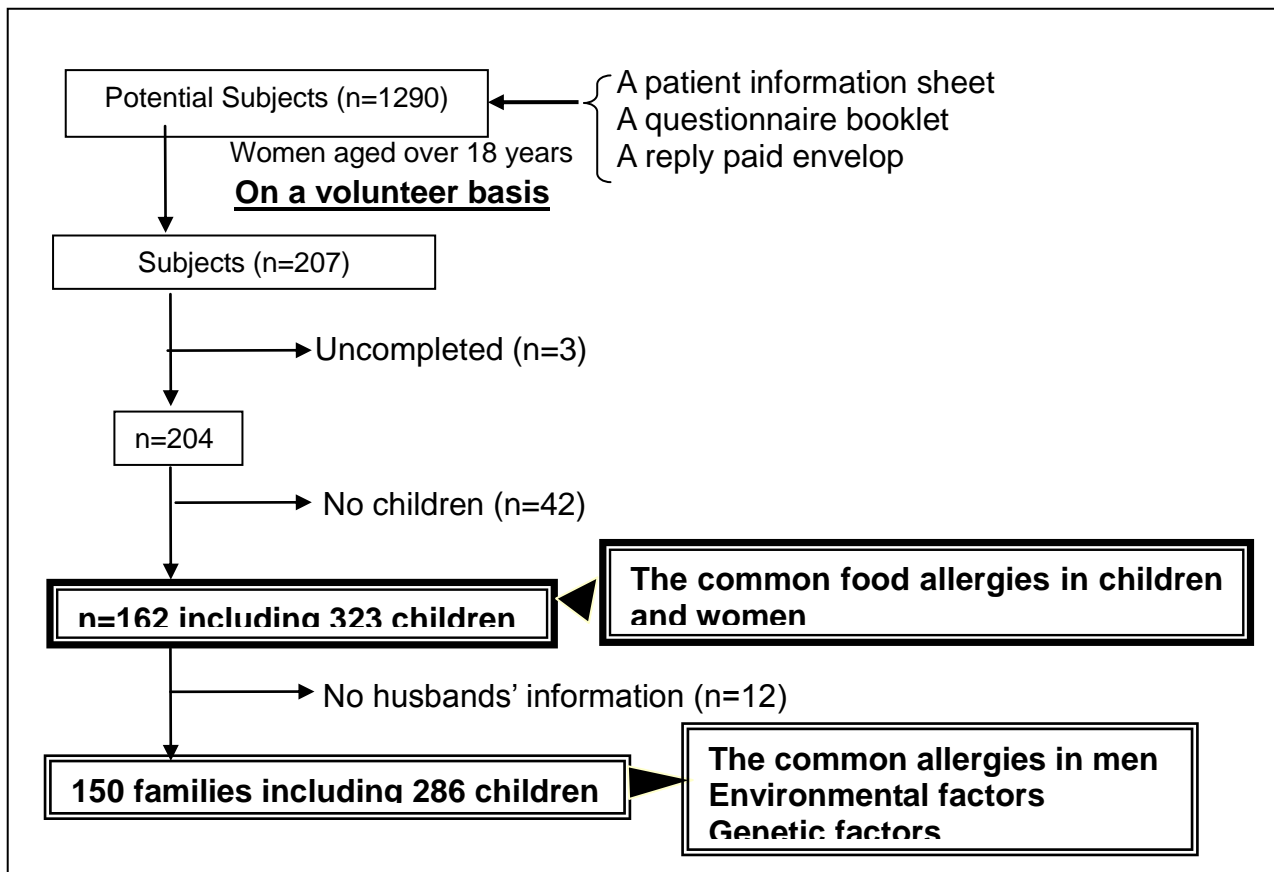 Potential Subjects (n=1290)
A patient information sheet
A questionnaire booklet
A reply paid envelop
Women aged over 18 years
On a volunteer basis
Subjects (n=207)
Uncompleted (n=3)
n=204
No children (n=42)
n=162 including 323 children
The common food allergies in children
and women
No husbands' information (n=12)
150 families including 286 children
The common allergies in men
Environmental factors
Genetic factors